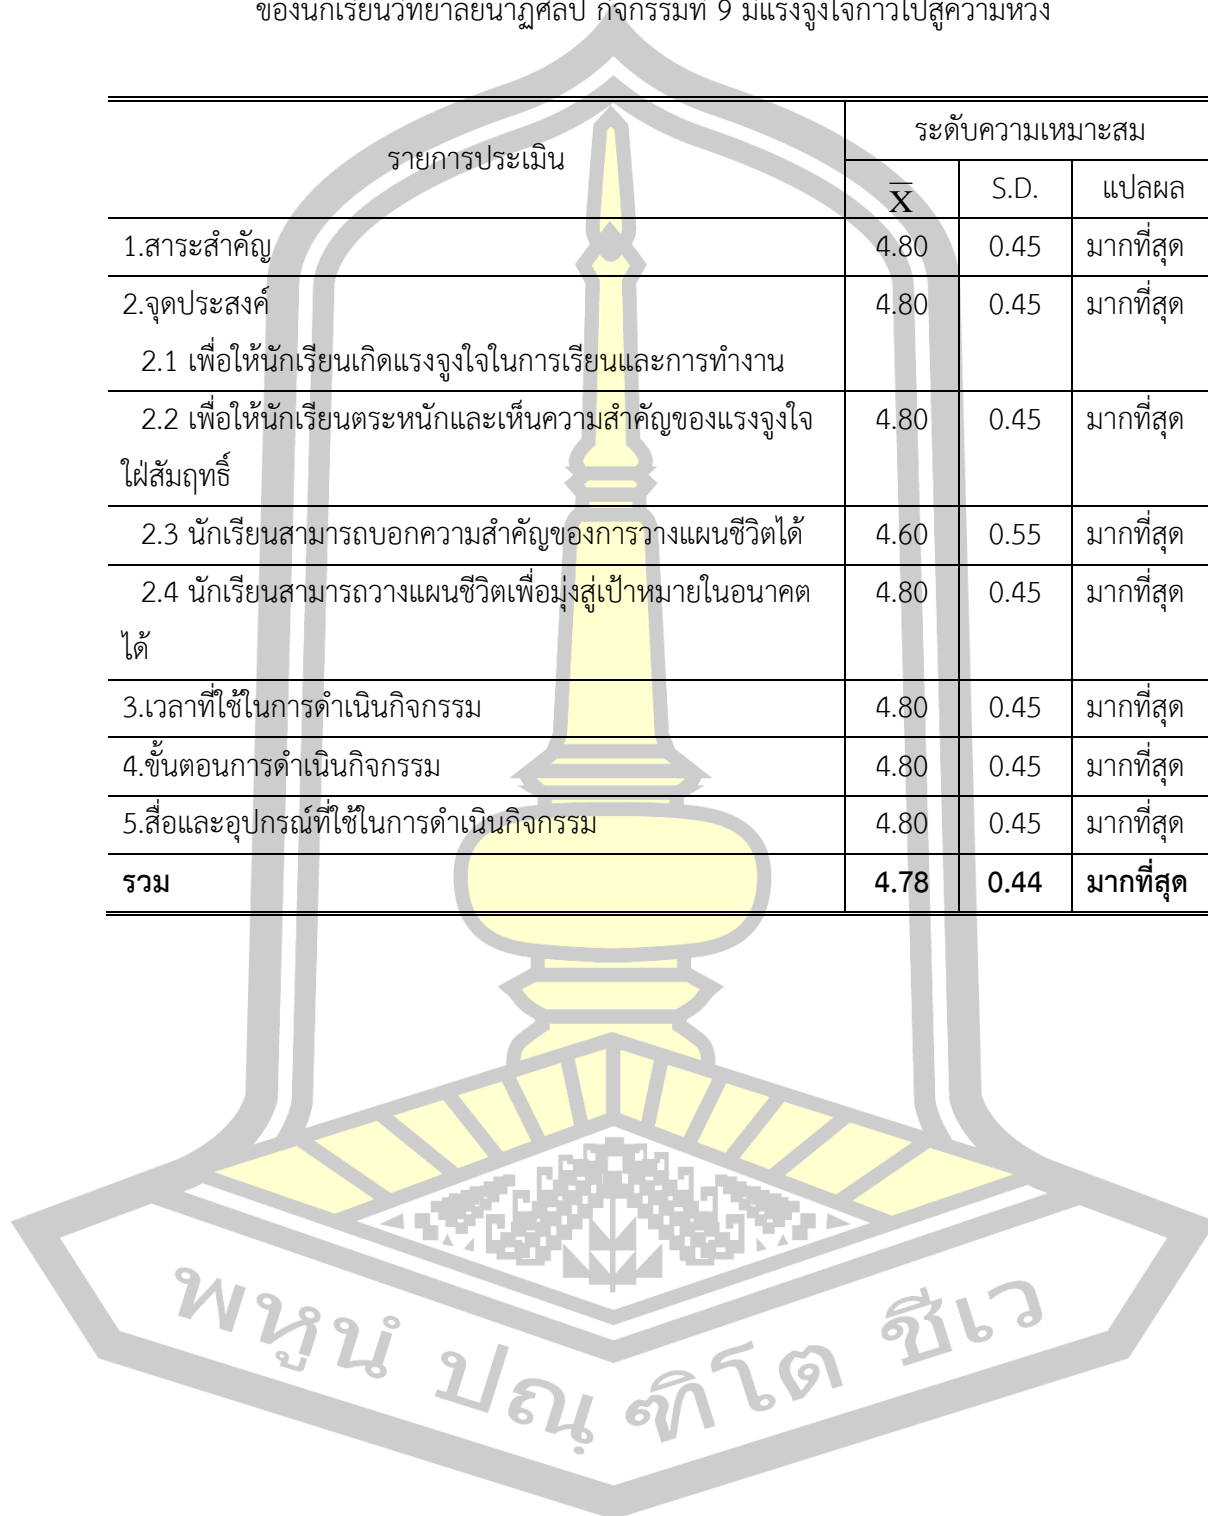 ของนักเรียนวิทยาลัยนาฏศิลป กิจกรรมที่ 9 มีแรงจูงใจก้าวไปสู่ความหวัง
รายการประเมิน
ระดับความเหมาะสม
X̅ S.D. แปลผล
1.สาระสำคัญ 4.80 0.45 มากที่สุด
2.จุดประสงค์ 4.80 0.45 มากที่สุด
2.1 เพื่อให้นักเรียนเกิดแรงจูงใจในการเรียนและการทำงาน
2.2 เพื่อให้นักเรียนตระหนักและเห็นความสำคัญของแรงจูงใจ 4.80 0.45 มากที่สุด
ใฝ่สัมฤทธิ์
2.3 นักเรียนสามารถบอกความสำคัญของการวางแผนชีวิตได้ 4.60 0.55 มากที่สุด
2.4 นักเรียนสามารถวางแผนชีวิตเพื่อมุ่งสู่เป้าหมายในอนาคต 4.80 0.45 มากที่สุด
ได้
3.เวลาที่ใช้ในการดำเนินกิจกรรม 4.80 0.45 มากที่สุด
4.ขั้นตอนการดำเนินกิจกรรม 4.80 0.45 มากที่สุด
5.สื่อและอุปกรณ์ที่ใช้ในการดำเนินกิจกรรม 4.80 0.45 มากที่สุด
รวม 4.78 0.44 มากที่สุด
พหูนํ ปณฺฑิโต ชีเว